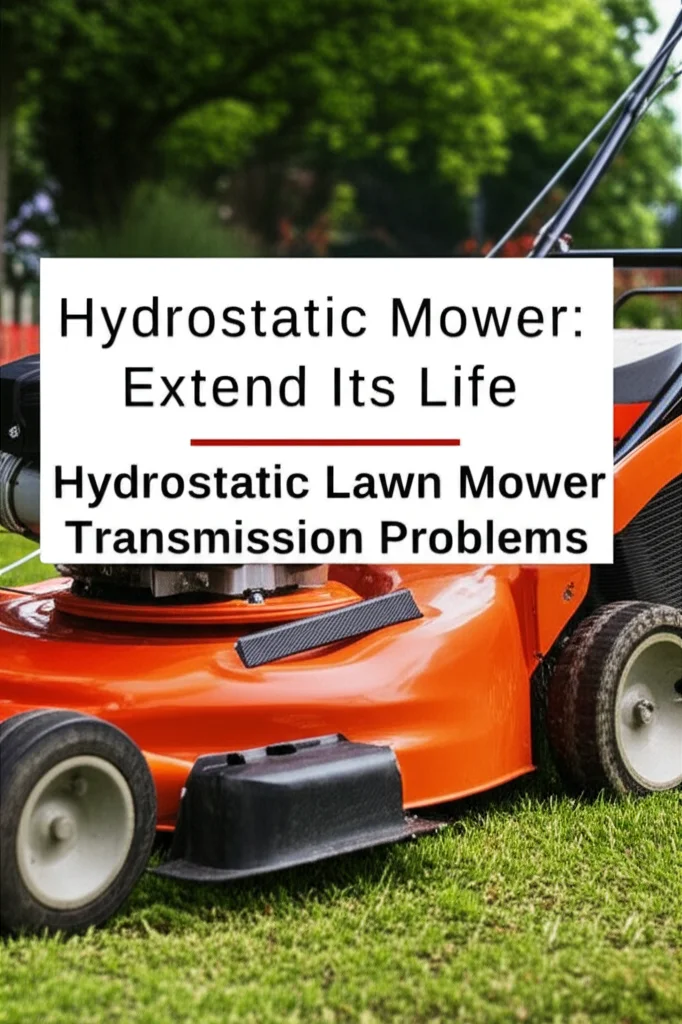 Hydrostatic Mower:
Extend Its Life
Hydrostatic Lawn Mower
Transmission Problems